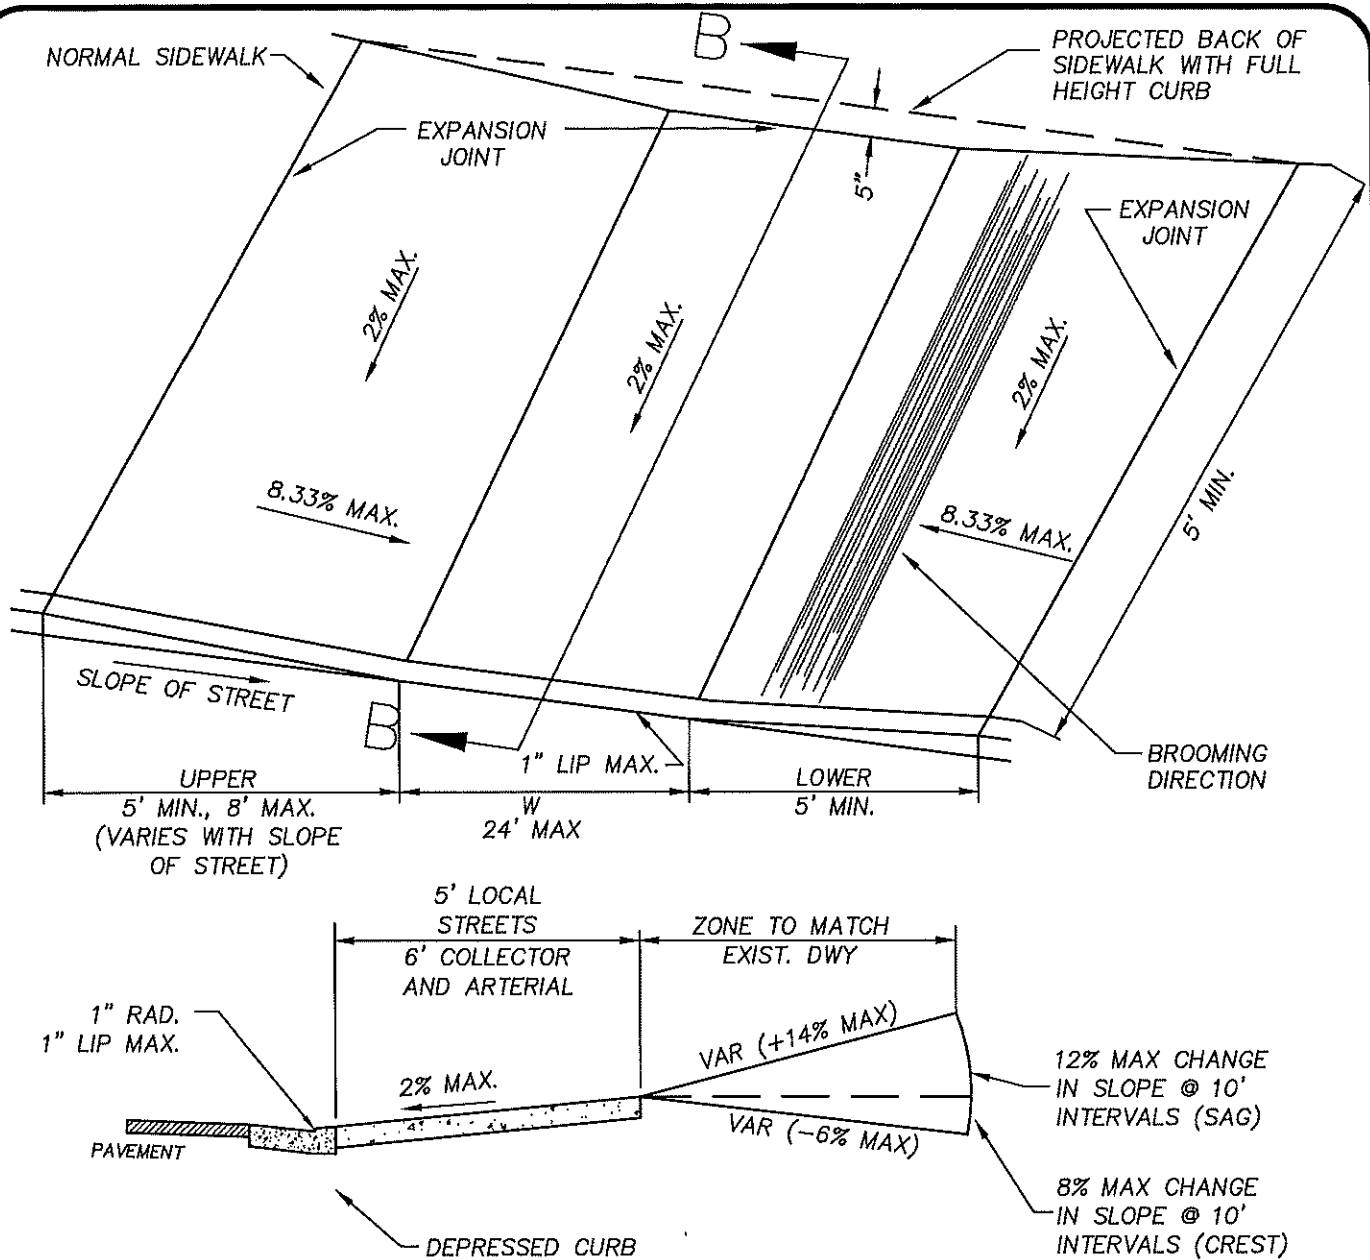 B
NORMAL SIDEWALK
PROJECTED BACK OF
SIDEWALK WITH FULL
HEIGHT CURB
EXPANSION
JOINT
5"
EXPANSION
JOINT
2% MAX.
2% MAX.
2% MAX.
8.33% MAX.
8.33% MAX.
5' MIN.
SLOPE OF STREET
B
1" LIP MAX.
BROOMING
DIRECTION
UPPER
5' MIN., 8' MAX.
(VARIES WITH SLOPE
OF STREET)
W
24' MAX
LOWER
5' MIN.
5' LOCAL
STREETS
6' COLLECTOR
AND ARTERIAL
ZONE TO MATCH
EXIST. DWY
1" RAD.
1" LIP MAX.
2% MAX.
VAR (+14% MAX)
VAR (-6% MAX)
12% MAX CHANGE
IN SLOPE @ 10'
INTERVALS (SAG)
PAVEMENT
8% MAX CHANGE
IN SLOPE @ 10'
INTERVALS (CREST)
DEPRESSED CURB